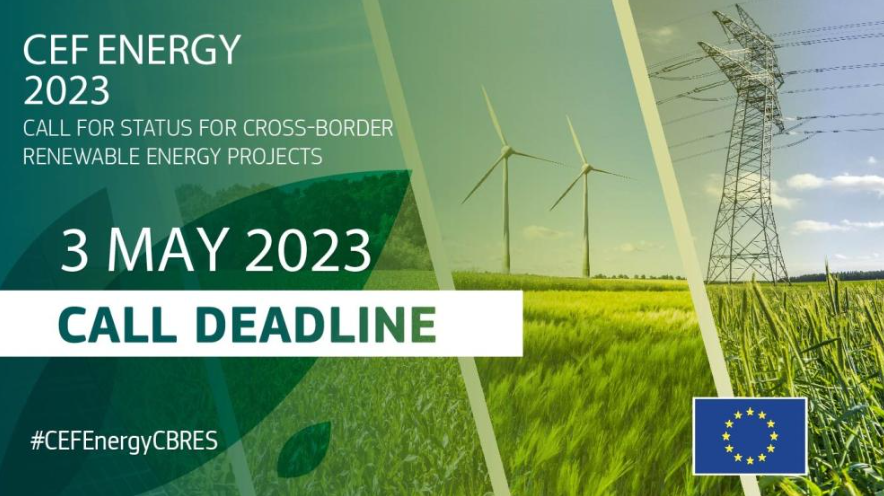 CEF ENERGY
2023
CALL FOR STATUS FOR CROSS-BORDER
RENEWABLE ENERGY PROJECTS
3 MAY 2023
CALL DEADLINE
#CEFEnergyCBRES